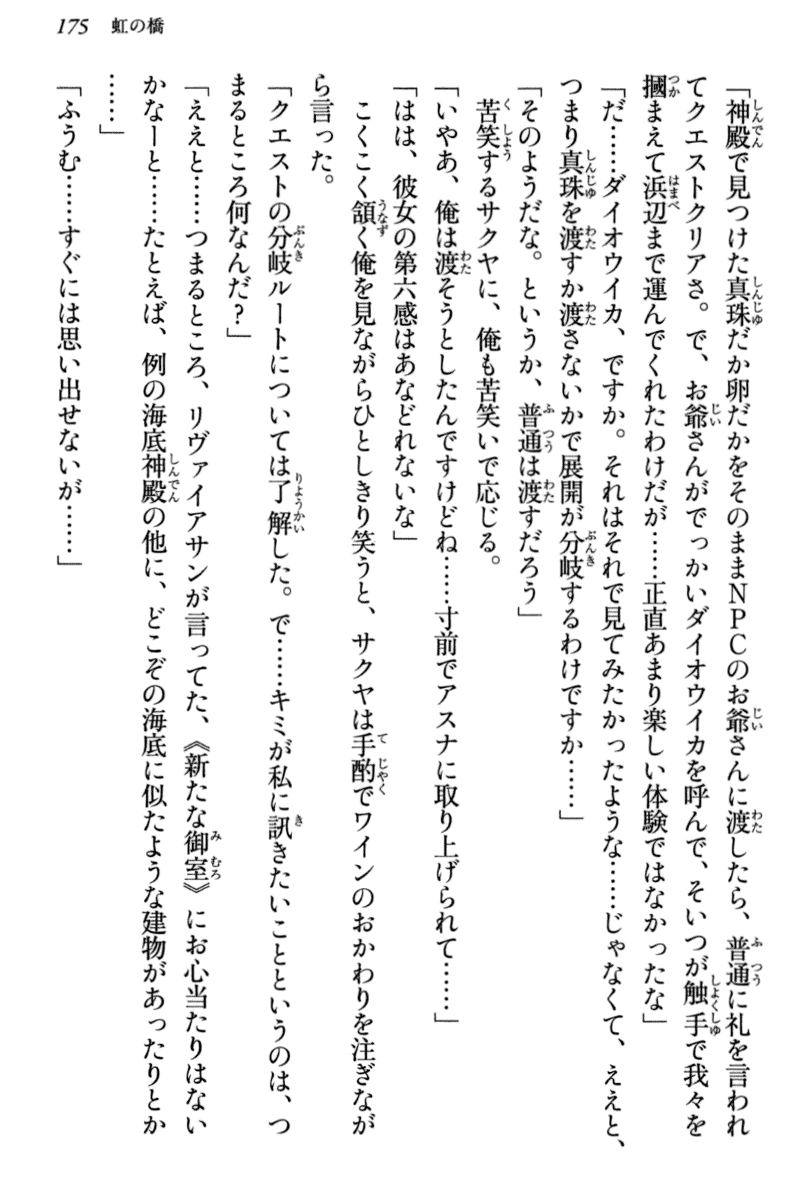 175 虹の橋
「神殿で見つけた真珠だか卵だかをそのままNPCのお爺さんに渡したら、普通に礼を言われ
てクエストクリアさ。で、お爺さんがでっかいダイオウイカを呼んで、そいつが触手で我々を
摑まえて浜辺まで運んでくれたわけだが……正直あまり楽しい体験ではなかったな」
「だ……ダイオウイカ、ですか。それはそれで見てみたかったような……じゃなくて、ええと、
つまり真珠を渡すか渡さないかで展開が分岐するわけですか……」
「そのようだな。というか、普通は渡すだろう」
苦笑するサクヤに、俺も苦笑いで応じる。
「いやあ、俺は渡そうとしたんですけどね……寸前でアスナに取り上げられて……」
「はは、彼女の第六感はあなどれないな」
こくこく頷く俺を見ながらひとしきり笑うと、サクヤは手酌でワインのおかわりを注ぎなが
ら言った。
「クエストの分岐ルートについては了解した。で……キミが私に訊きたいことというのは、つ
まるところ何なんだ？」
「ええと……つまるところ、リヴァイアサンが言ってた、《新たな御室》にお心当たりはない
かなーと……たとえば、例の海底神殿の他に、どこぞの海底に似たような建物があったりとか
……」
「ふうむ……すぐには思い出せないが……」